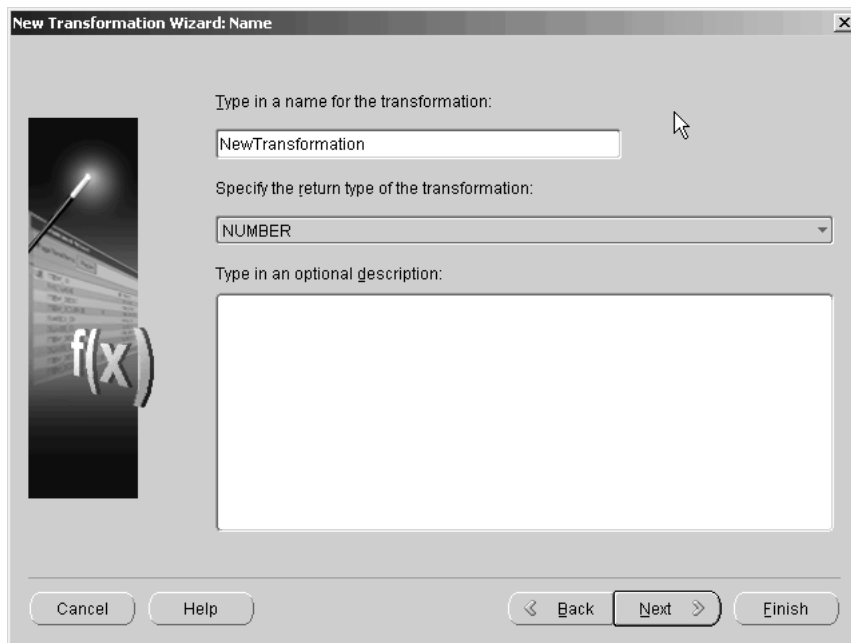 New Transformation Wizard: Name
Type in a name for the transformation:
NewTransformation
Specify the return type of the transformation:
NUMBER
Type in an optional description:
f(x)
Cancel
Help
Back
Next
Finish